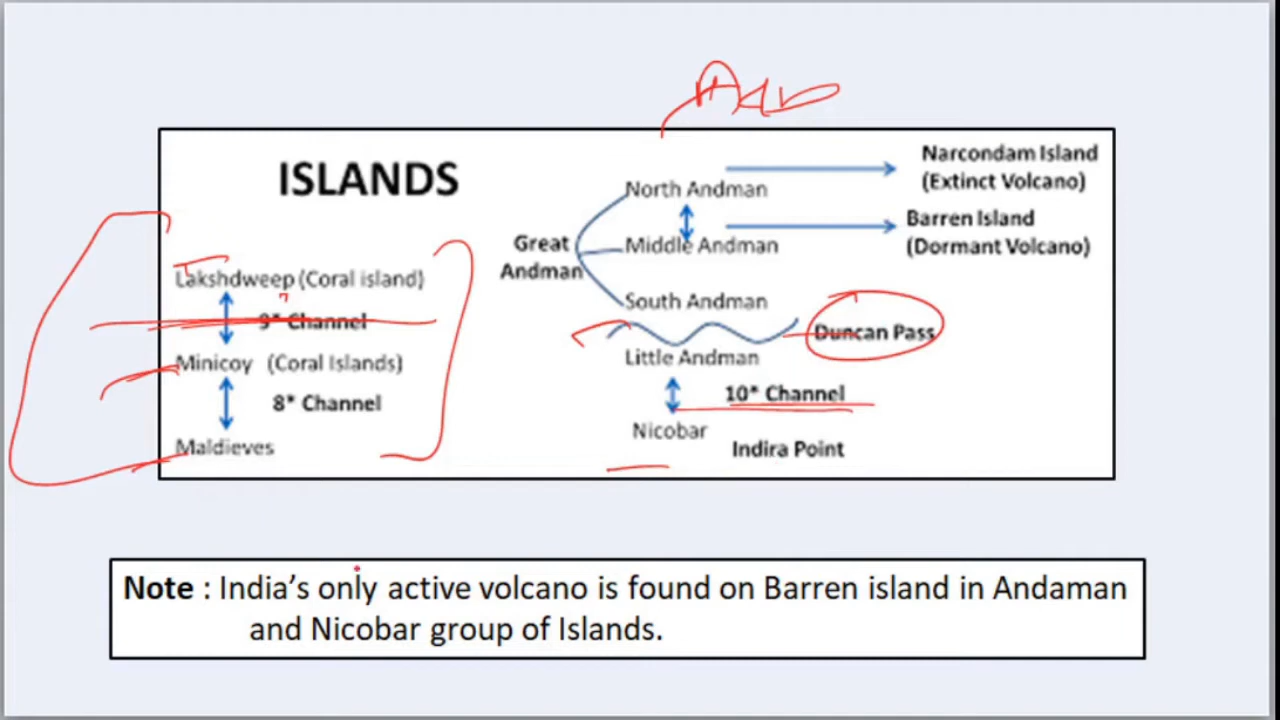 ISLANDS
Lakshdweep (Coral island)
9* Channel
Minicoy (Coral Islands)
8* Channel
Maldieves
Great
Andman
North Andman
Middle Andman
South Andman
Duncan Pass
Little Andman
10* Channel
Nicobar
Indira Point
Narcondam Island
(Extinct Volcano)
Barren Island
(Dormant Volcano)
Note : India's only active volcano is found on Barren island in Andaman
and Nicobar group of Islands.